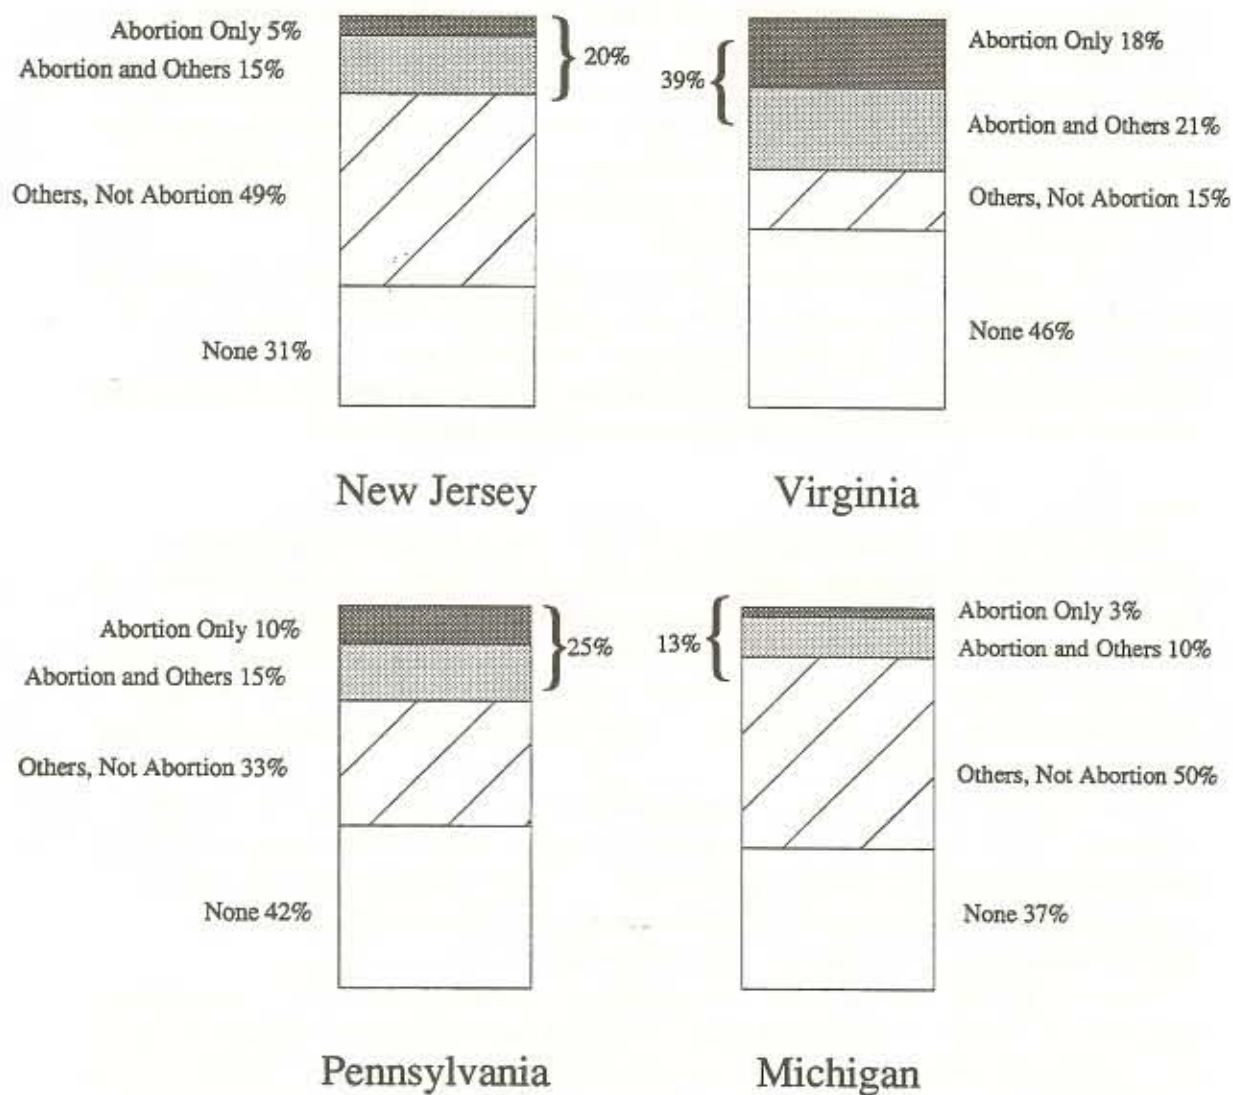 Abortion Only 5%
Abortion and Others 15%
20%
Others, Not Abortion 49%
None 31%
New Jersey
Abortion Only 18%
39%
Abortion and Others 21%
Others, Not Abortion 15%
None 46%
Virginia
Abortion Only 10%
Abortion and Others 15%
25%
Others, Not Abortion 33%
None 42%
Pennsylvania
Abortion Only 3%
13%
Abortion and Others 10%
Others, Not Abortion 50%
None 37%
Michigan